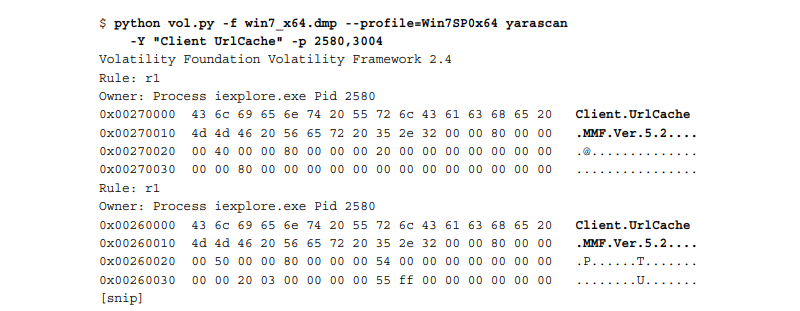 $ python vol.py -f win7_x64.dmp --profile=Win7SP0x64 yarascan
-Y "Client UrlCache" -p 2580,3004
Volatility Foundation Volatility Framework 2.4
Rule: r1
Owner: Process iexplore.exe Pid 2580
0x00270000 43 6c 69 65 6e 74 20 55 72 6c 43 61 63 68 65 20 Client.UrlCache
0x00270010 4d 4d 46 20 56 65 72 20 35 2e 32 00 00 80 00 00 .MMF.Ver.5.2....
0x00270020 00 40 00 00 80 00 00 00 20 00 00 00 00 00 00 00 .@..............
0x00270030 00 00 80 00 00 00 00 00 00 00 00 00 00 00 00 00 ................
Rule: r1
Owner: Process iexplore.exe Pid 2580
0x00260000 43 6c 69 65 6e 74 20 55 72 6c 43 61 63 68 65 20 Client.UrlCache
0x00260010 4d 4d 46 20 56 65 72 20 35 2e 32 00 00 80 00 00 .MMF.Ver.5.2....
0x00260020 00 50 00 00 80 00 00 00 54 00 00 00 00 00 00 00 .P......T.......
0x00260030 00 00 20 03 00 00 00 00 55 ff 00 00 00 00 00 00 ........U.......
[snip]